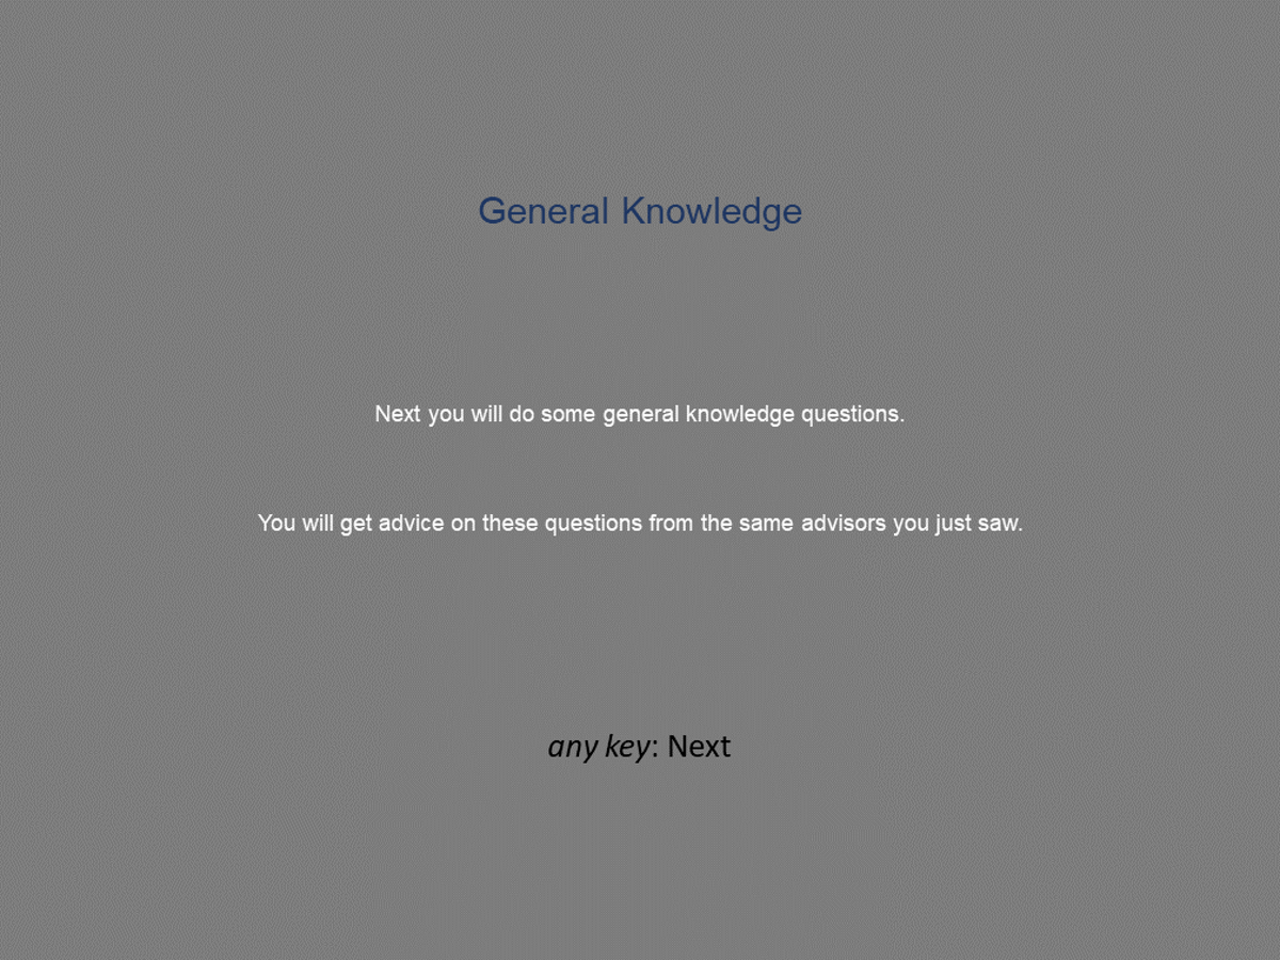 General Knowledge
Next you will do some general knowledge questions.
You will get advice on these questions from the same advisors you just saw.
any key: Next